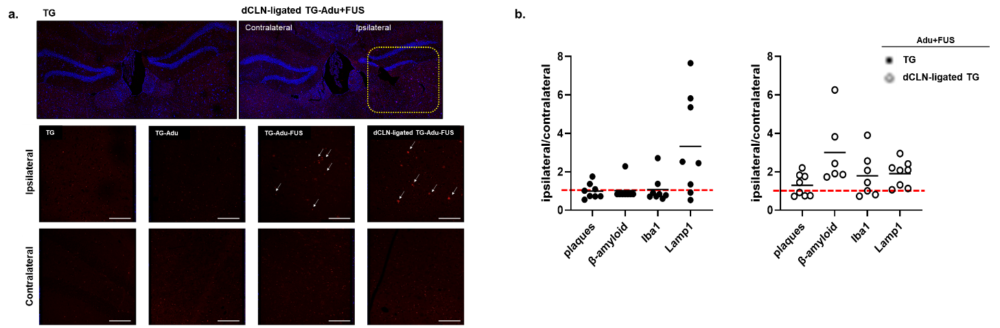 a.
TG
dCLN-ligated TG-Adu+FUS
Contralateral
Ipsilateral
Ipsilateral
TG
TG-Adu
TG-Adu-FUS
dCLN-ligated TG-Adu-FUS
Contralateral
b.
ipsilateral/contralateral
8
6
4
2
0
plaques
β-amyloid
Iba1
Lamp1
ipsilateral/contralateral
8
6
4
2
0
plaques
β-amyloid
Iba1
Lamp1
Adu+FUS
TG
dCLN-ligated TG